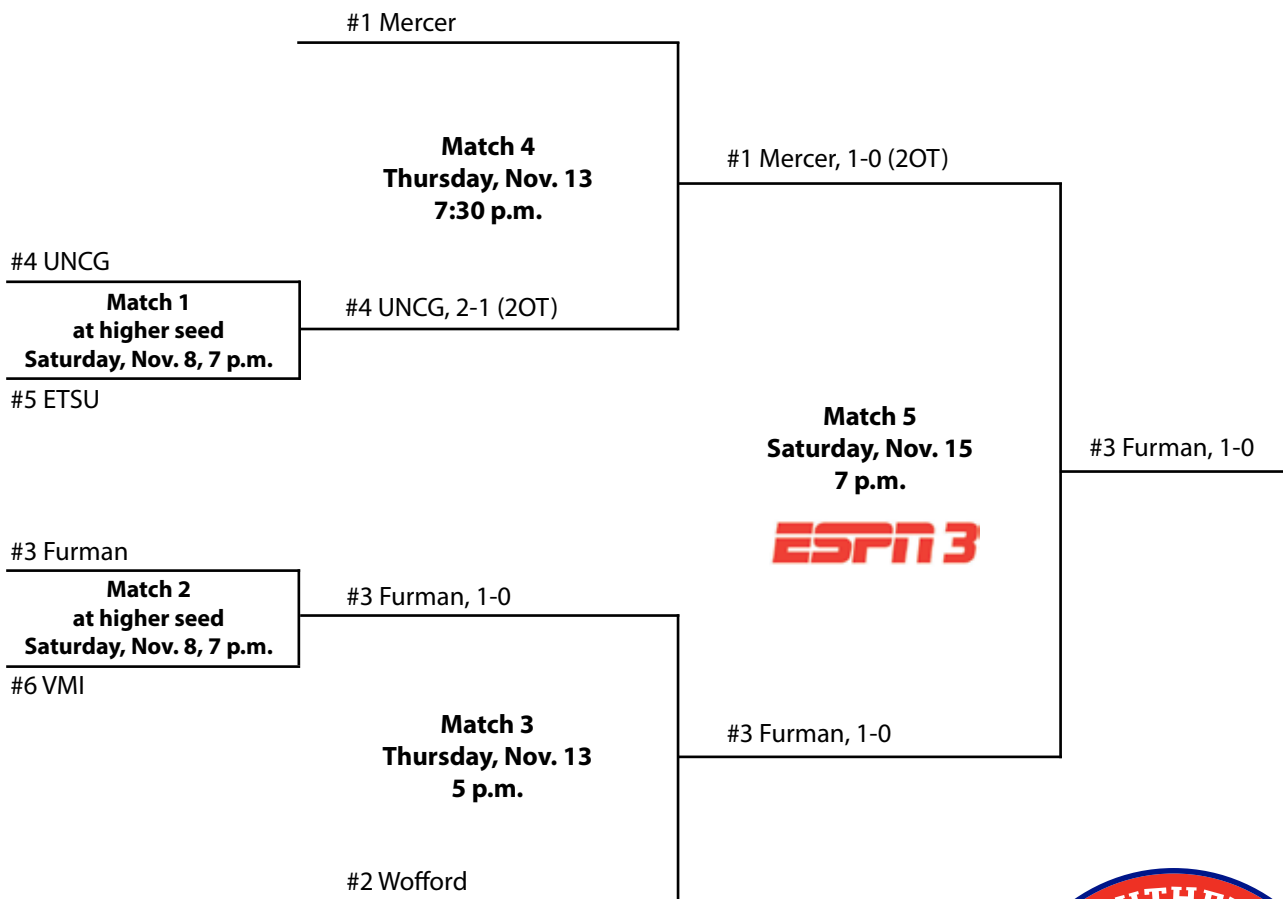 #1 Mercer
Match 4
Thursday, Nov. 13
7:30 p.m.
#1 Mercer, 1-0 (2OT)
#4 UNCG
Match 1
at higher seed
Saturday, Nov. 8, 7 p.m.
#5 ETSU
#4 UNCG, 2-1 (2OT)
Match 5
Saturday, Nov. 15
7 p.m.
ESPN 3
#3 Furman, 1-0
#3 Furman
Match 2
at higher seed
Saturday, Nov. 8, 7 p.m.
#6 VMI
#3 Furman, 1-0
Match 3
Thursday, Nov. 13
5 p.m.
#3 Furman, 1-0
#2 Wofford